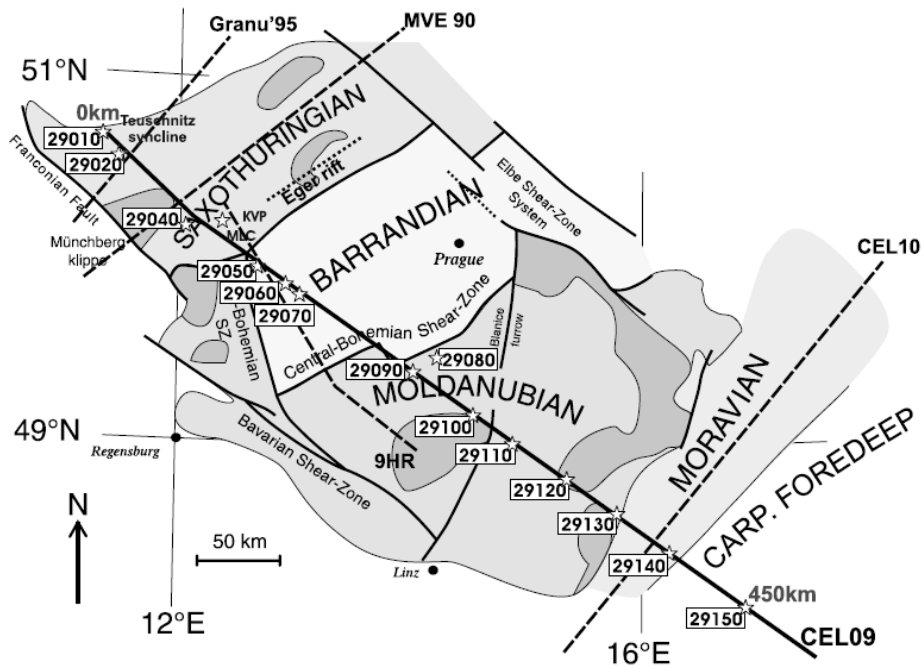 Granu'95
MVE 90
51°N
0km
Teuschnitz
syncline
29010
29020
Franconian Fault
SAXOTHURINGIAN
Eger rift
Elbe Shear-Zone
System
29040
KVP
MLC
Münchberg
klippe
BARRANDIAN
Prague
CEL10
29050
29060
29070
-Bohemian
SZ
Central-Bohemian Shear-Zone
Blanice
furrow
29080
29090
MOLDANUBIAN
MORAVIAN
49°N
Regensburg
Bavarian Shear-Zone
29100
9HR
29110
29120
29130
CARP. FOREDEEP
N
50 km
29140
Linz
450km
29150
12°E
16°E
CEL09